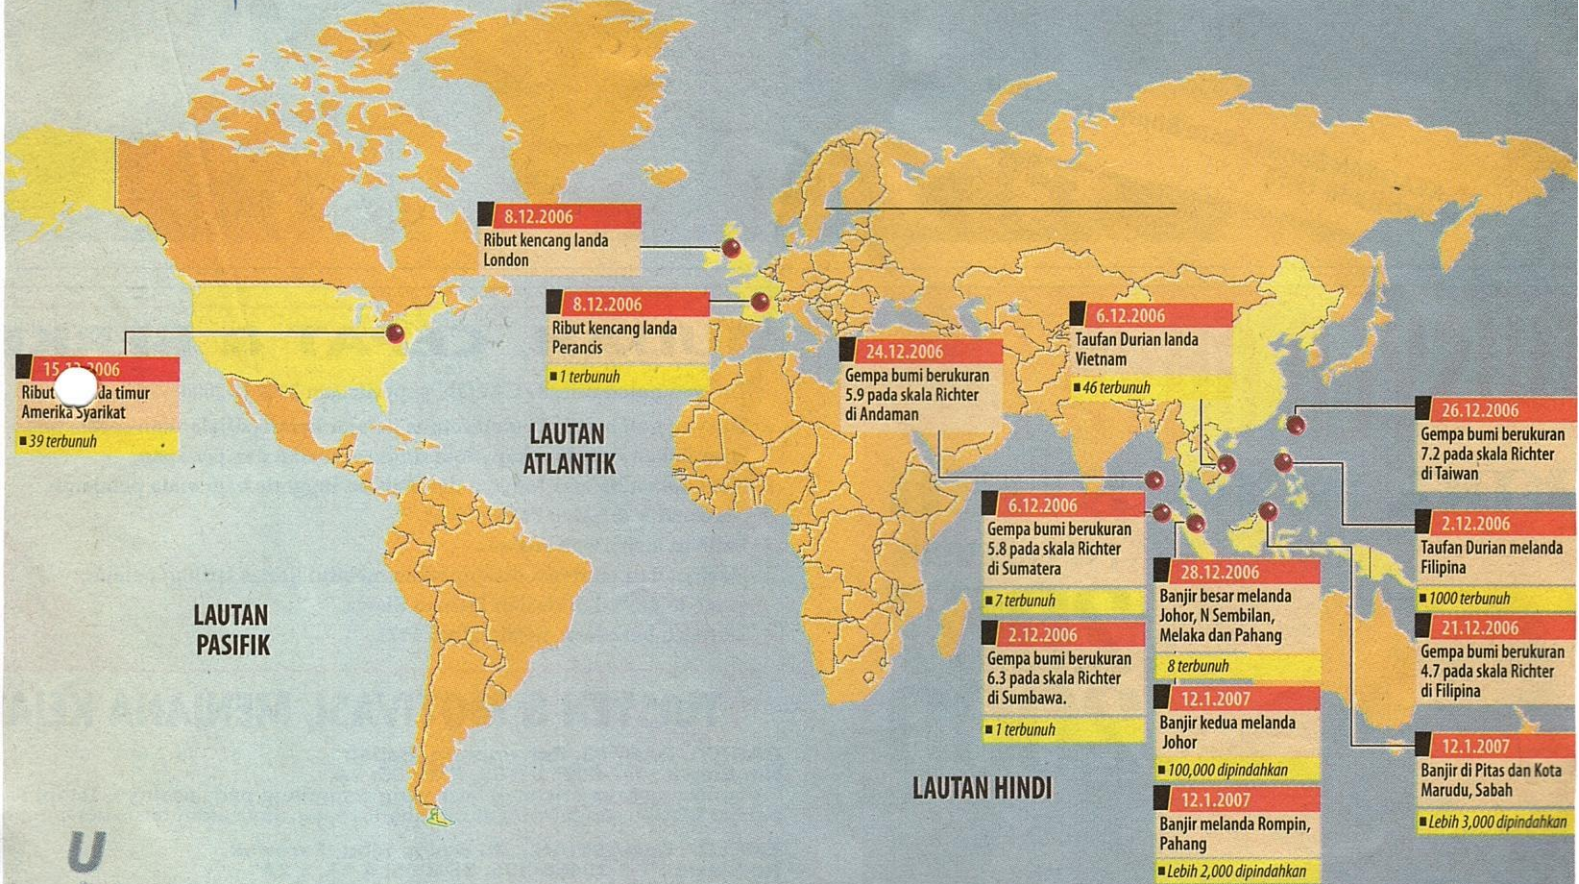 8.12.2006
Ribut kencang landa
London
8.12.2006
Ribut kencang landa
Perancis
■ 1 terbunuh
15.12.2006
Ribut da timur
Amerika Syarikat
■ 39 terbunuh
LAUTAN
ATLANTIK
LAUTAN
PASIFIK
24.12.2006
Gempa bumi berukuran
5.9 pada skala Richter
di Andaman
6.12.2006
Taufan Durian landa
Vietnam
■ 46 terbunuh
26.12.2006
Gempa bumi berukuran
7.2 pada skala Richter
di Taiwan
6.12.2006
Gempa bumi berukuran
5.8 pada skala Richter
di Sumatera
■ 7 terbunuh
2.12.2006
Gempa bumi berukuran
6.3 pada skala Richter
di Sumbawa.
■ 1 terbunuh
28.12.2006
Banjir besar melanda
Johor, N Sembilan,
Melaka dan Pahang
8 terbunuh
12.1.2007
Banjir kedua melanda
Johor
■ 100,000 dipindahkan
12.1.2007
Banjir melanda Rompin,
Pahang
■ Lebih 2,000 dipindahkan
2.12.2006
Taufan Durian melanda
Filipina
■ 1000 terbunuh
21.12.2006
Gempa bumi berukuran
4.7 pada skala Richter
di Filipina
12.1.2007
Banjir di Pitas dan Kota
Marudu, Sabah
■ Lebih 3,000 dipindahkan
LAUTAN HINDI
U